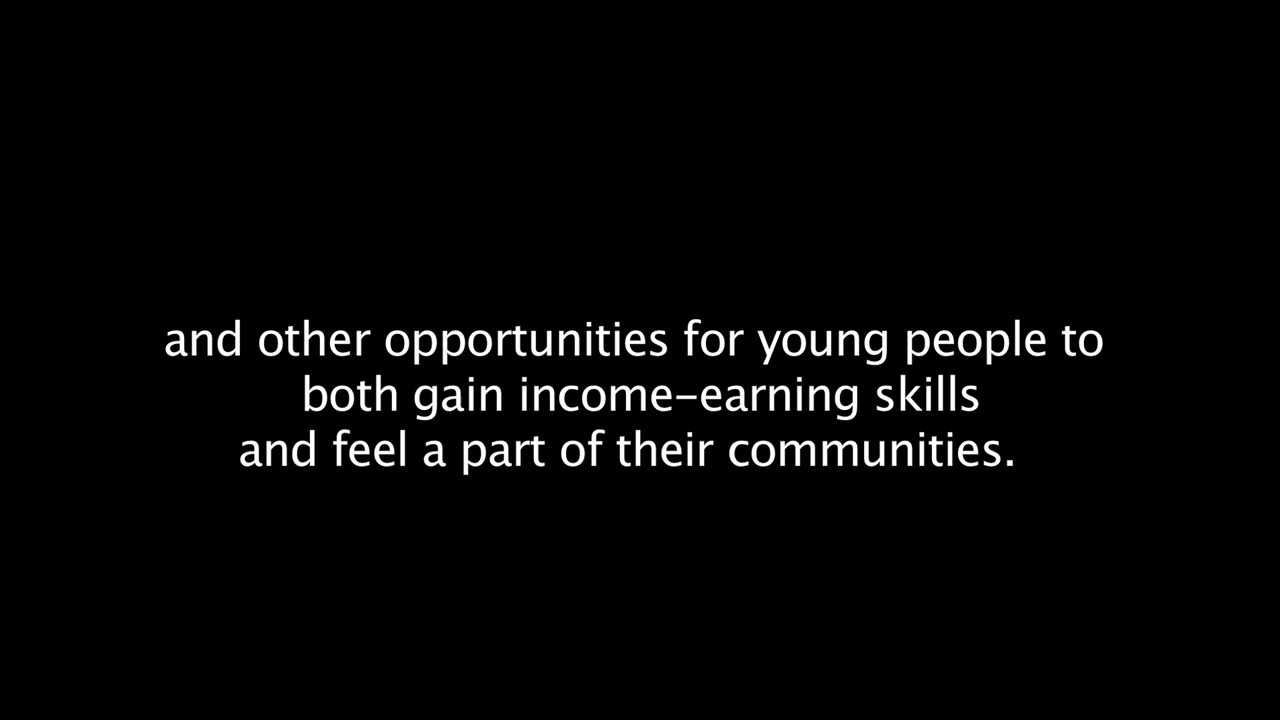 and other opportunities for young people to
both gain income-earning skills
and feel a part of their communities.